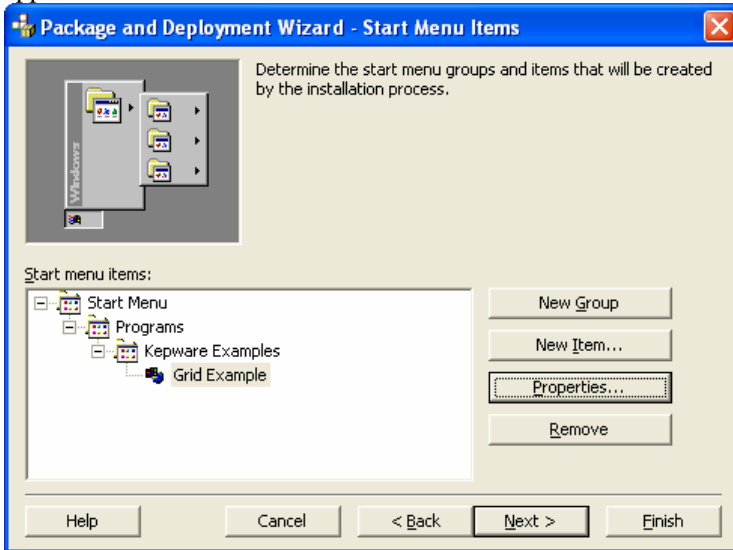 Package and Deployment Wizard - Start Menu Items
Determine the start menu groups and items that will be created
by the installation process.
Windows
Start menu items:
Start Menu
New Group
Programs
New Item...
Kepware Examples
Grid Example
Properties...
Remove
Help
Cancel
< Back
Next >
Finish